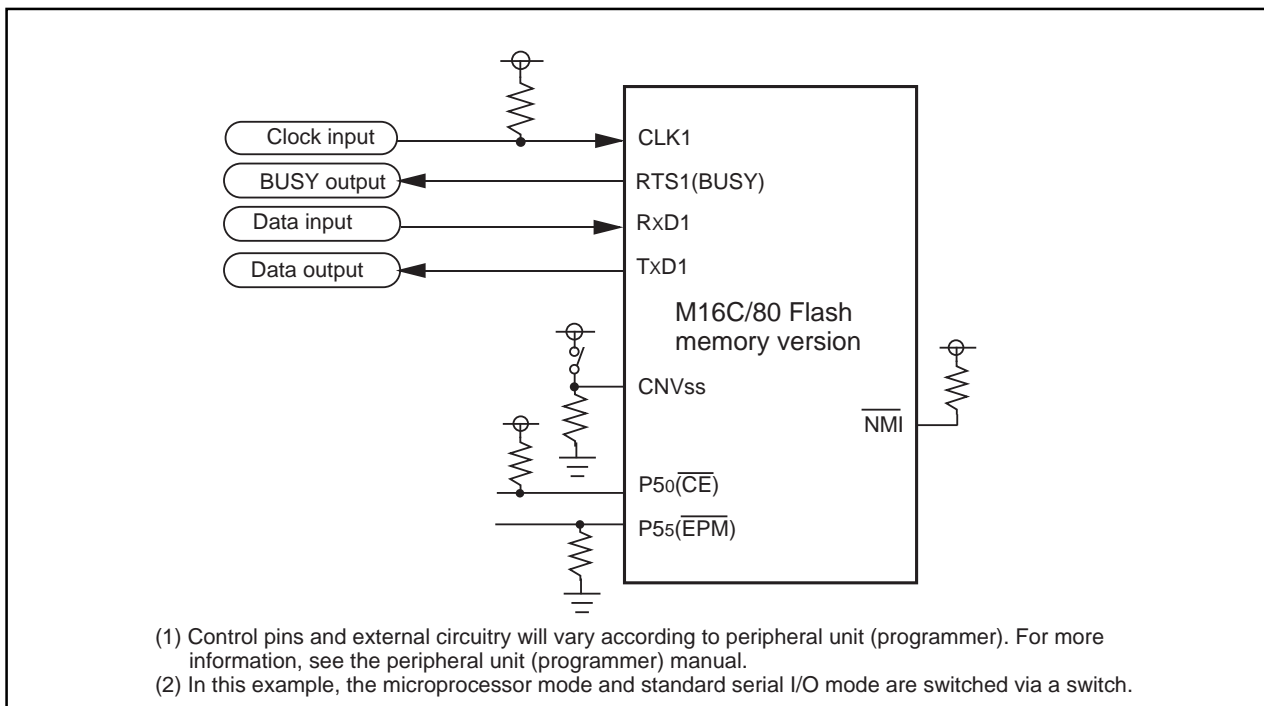 Clock input
CLK1
BUSY output
RTS1(BUSY)
Data input
RxD1
Data output
TxD1
M16C/80 Flash
memory version
CNVss
NMI
P50(CE)
P55(EPM)
(1) Control pins and external circuitry will vary according to peripheral unit (programmer). For more
information, see the peripheral unit (programmer) manual.
(2) In this example, the microprocessor mode and standard serial I/O mode are switched via a switch.